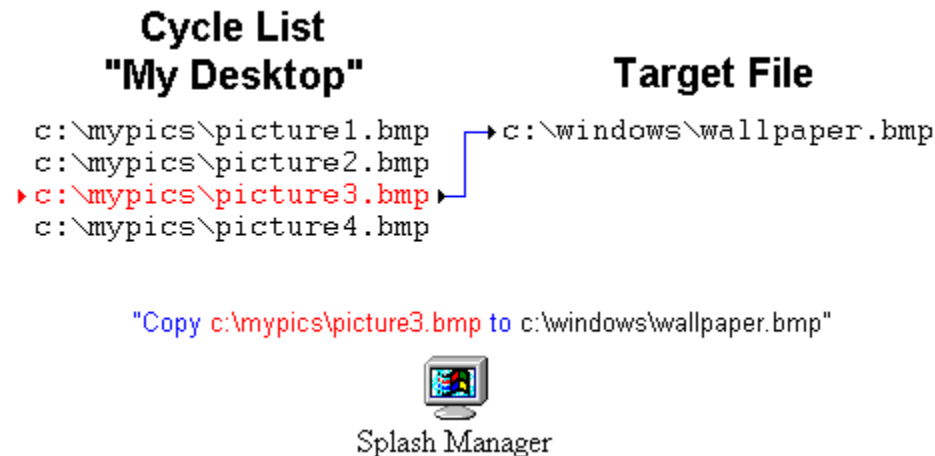 Cycle List
"My Desktop"
Target File
c:\mypics\picture1.bmp
c:\windows\wallpaper.bmp
c:\mypics\picture2.bmp
c:\mypics\picture3.bmp
c:\mypics\picture4.bmp
"Copy c:\mypics\picture3.bmp to c:\windows\wallpaper.bmp"
Splash Manager